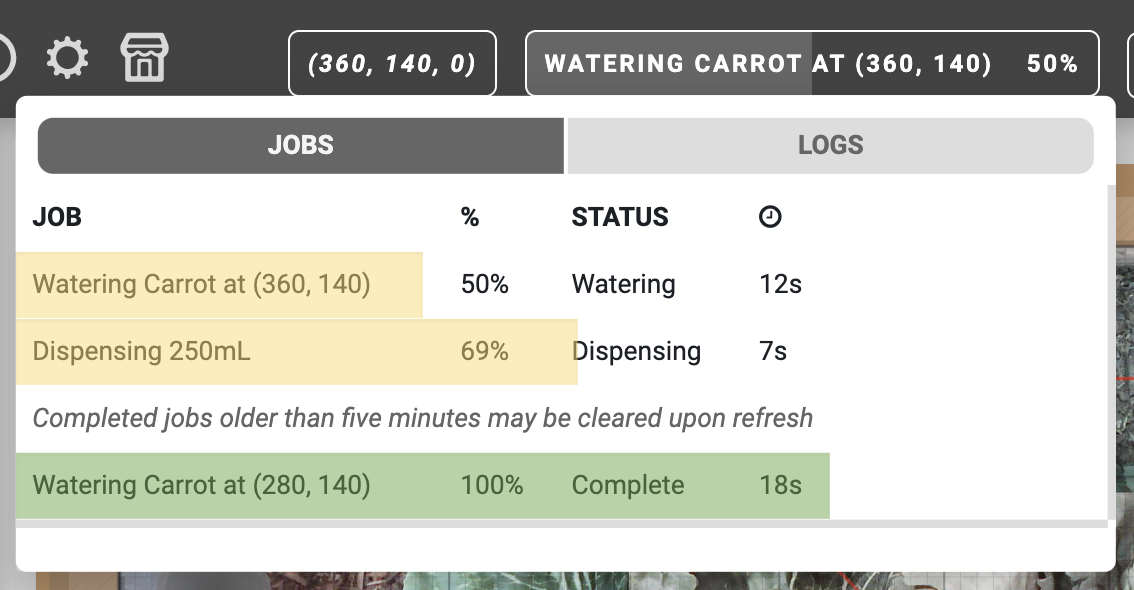 (360, 140, 0) WATERING CARROT AT (360, 140) 50%
JOBS LOGS
JOB % STATUS
Watering Carrot at (360, 140) 50% Watering 12s
Dispensing 250mL 69% Dispensing 7s
Completed jobs older than five minutes may be cleared upon refresh
Watering Carrot at (280, 140) 100% Complete 18s